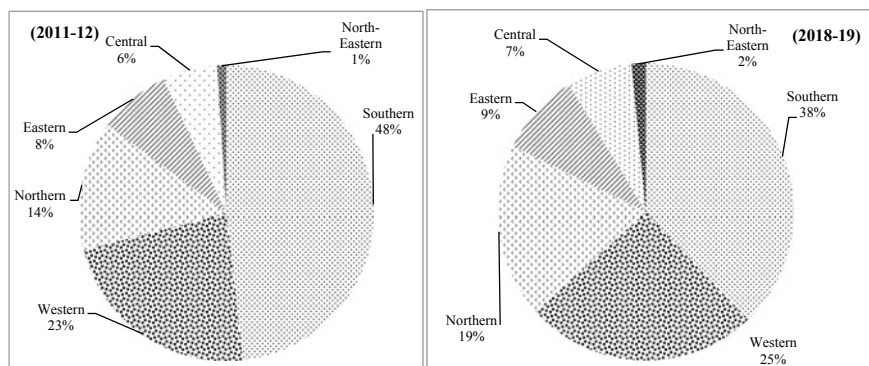 (2011-12)
Central
6%
North-
Eastern
1%
Southern
48%
Eastern
8%
Northern
14%
Western
23%
(2018-19)
Central
7%
North-
Eastern
2%
Southern
38%
Eastern
9%
Northern
19%
Western
25%